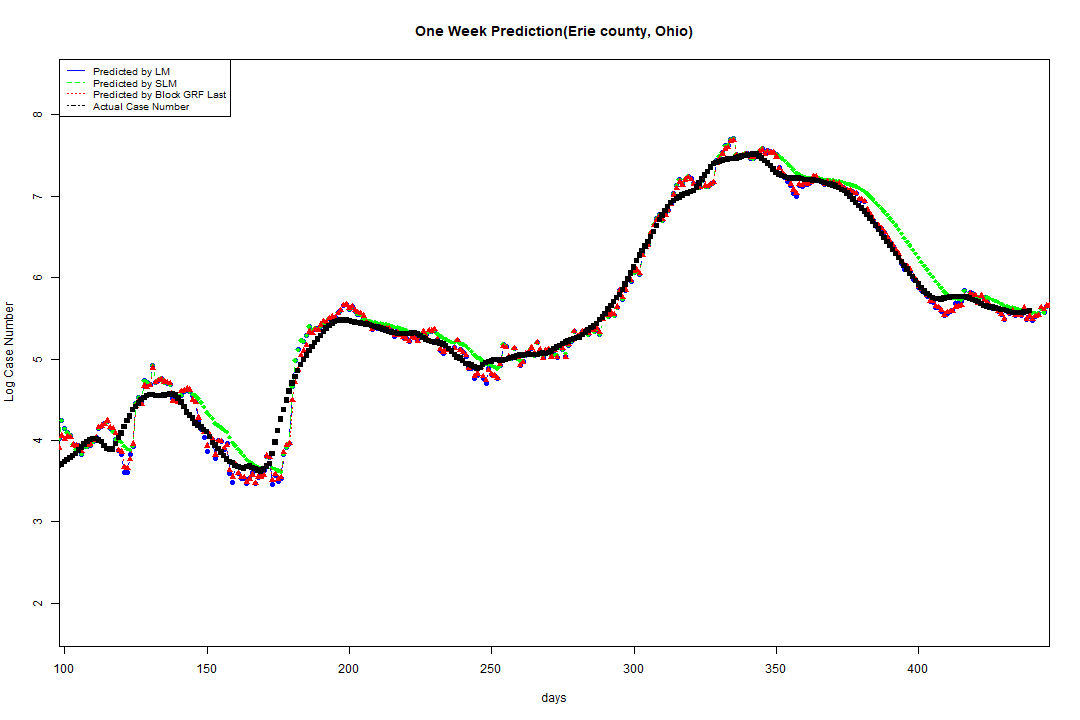 One Week Prediction(Erie county, Ohio)
Predicted by LM
Predicted by SLM
Predicted by Block GRF Last
Actual Case Number
Log Case Number
8
7
6
5
4
3
2
100 150 200 250 300 350 400
days